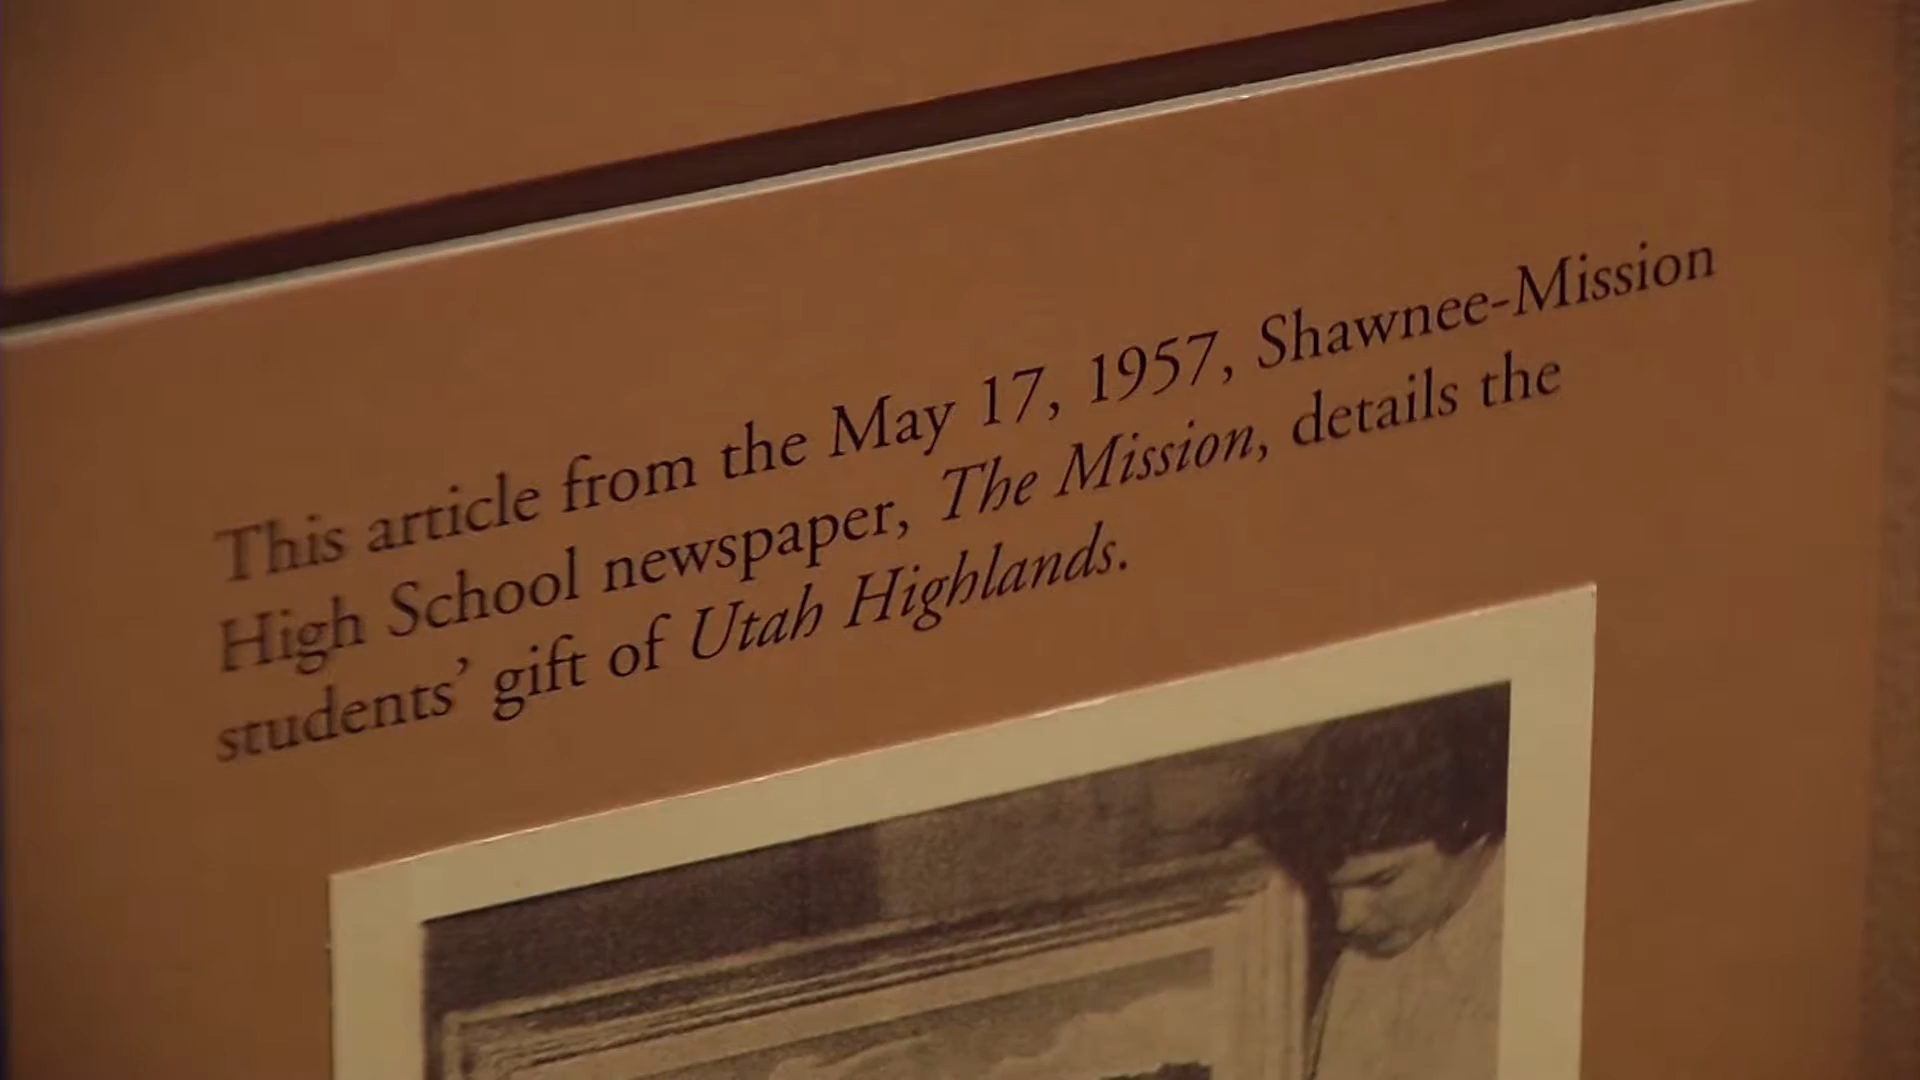 This article from the May 17, 1957, Shawnee-Mission
High School newspaper, The Mission, details the
students’ gift of Utah Highlands.